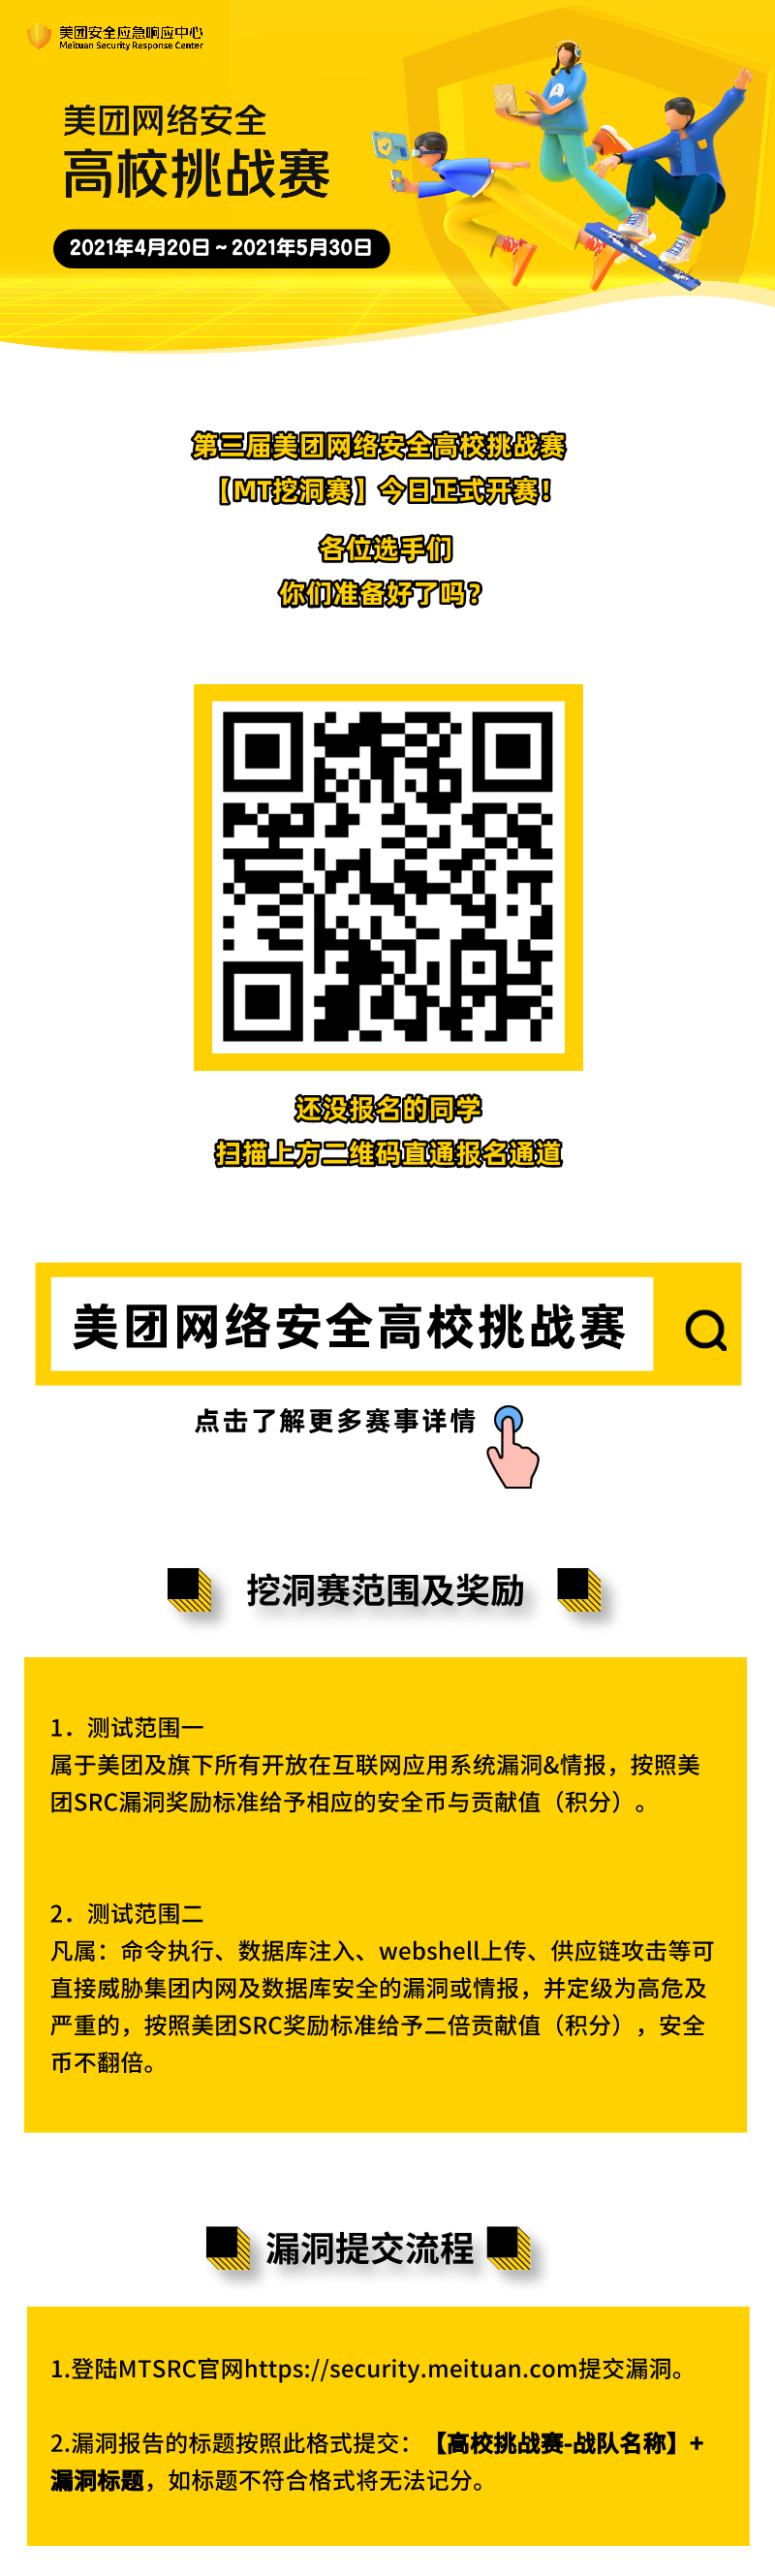 美团安全应急响应中心
Meituan Security Response Center
美团网络安全
高校挑战赛
2021年4月20日 ~ 2021年5月30日
第三届美团网络安全高校挑战赛
【MT挖洞赛】今日正式开赛！
各位选手们
你们准备好了吗？
还没报名的同学
扫描上方二维码直通报名通道
美团网络安全高校挑战赛
点击了解更多赛事详情
挖洞赛范围及奖励
1. 测试范围一
属于美团及旗下所有开放在互联网应用系统漏洞&情报，按照美
团SRC漏洞奖励标准给予相应的安全币与贡献值（积分）。
2. 测试范围二
凡属：命令执行、数据库注入、webshell上传、供应链攻击等可
直接威胁集团内网及数据库安全的漏洞或情报，并定级为高危及
严重的，按照美团SRC奖励标准给予二倍贡献值（积分），安全
币不翻倍。
漏洞提交流程
1.登陆MTSRC官网https://security.meituan.com提交漏洞。
2.漏洞报告的标题按照此格式提交：【高校挑战赛-战队名称】+
漏洞标题，如标题不符合格式将无法记分。